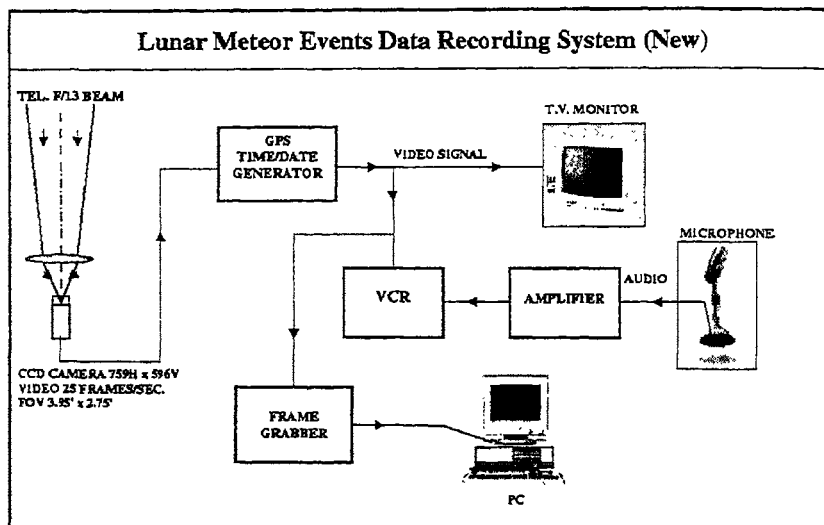 Lunar Meteor Events Data Recording System (New)
TEL. F/13 BEAM
GPS
TIME/DATE
GENERATOR
VIDEO SIGNAL
T.V. MONITOR
MICROPHONE
VCR
AMPLIFIER
AUDIO
CCD CAMERA 759H x 596V
VIDEO 25 FRAMES/SEC.
FOV 3.95' x 2.75'
FRAME
GRABBER
PC